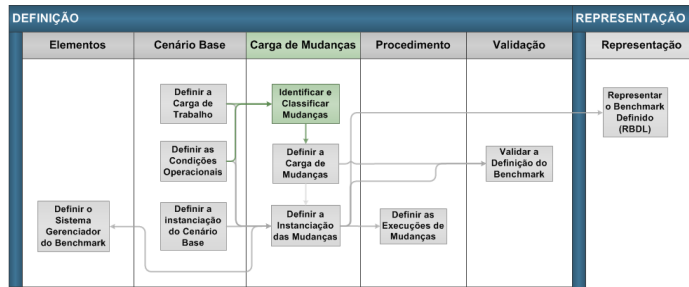 DEFINIÇÃO
REPRESENTAÇÃO
Elementos
Cenário Base
Carga de Mudanças
Procedimento
Validação
Representação
Definir a
Carga de
Trabalho
Identificar e
Classificar
Mudanças
Representar
o Benchmark
Definido
(RBDL)
Definir as
Condições
Operacionais
Definir a
Carga de
Mudanças
Validar a
Definição do
Benchmark
Definir o
Sistema
Gerenciador
do Benchmark
Definir a
instanciação
do Cenário
Base
Definir a
Instanciação
das Mudanças
Definir as
Execuções de
Mudanças